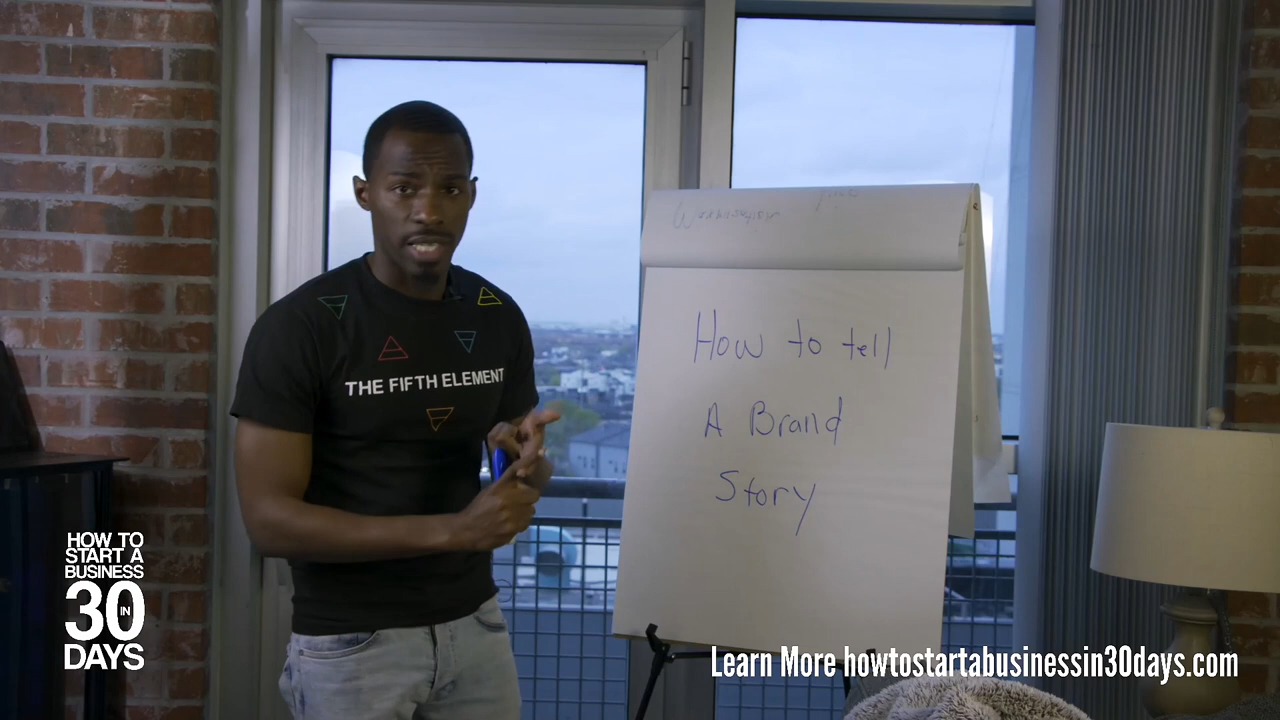 How to tell
A Brand
Story
THE FIFTH ELEMENT
HOW TO
START A
BUSINESS
30 IN
DAYS
Learn More howtostartabusinessin30days.com